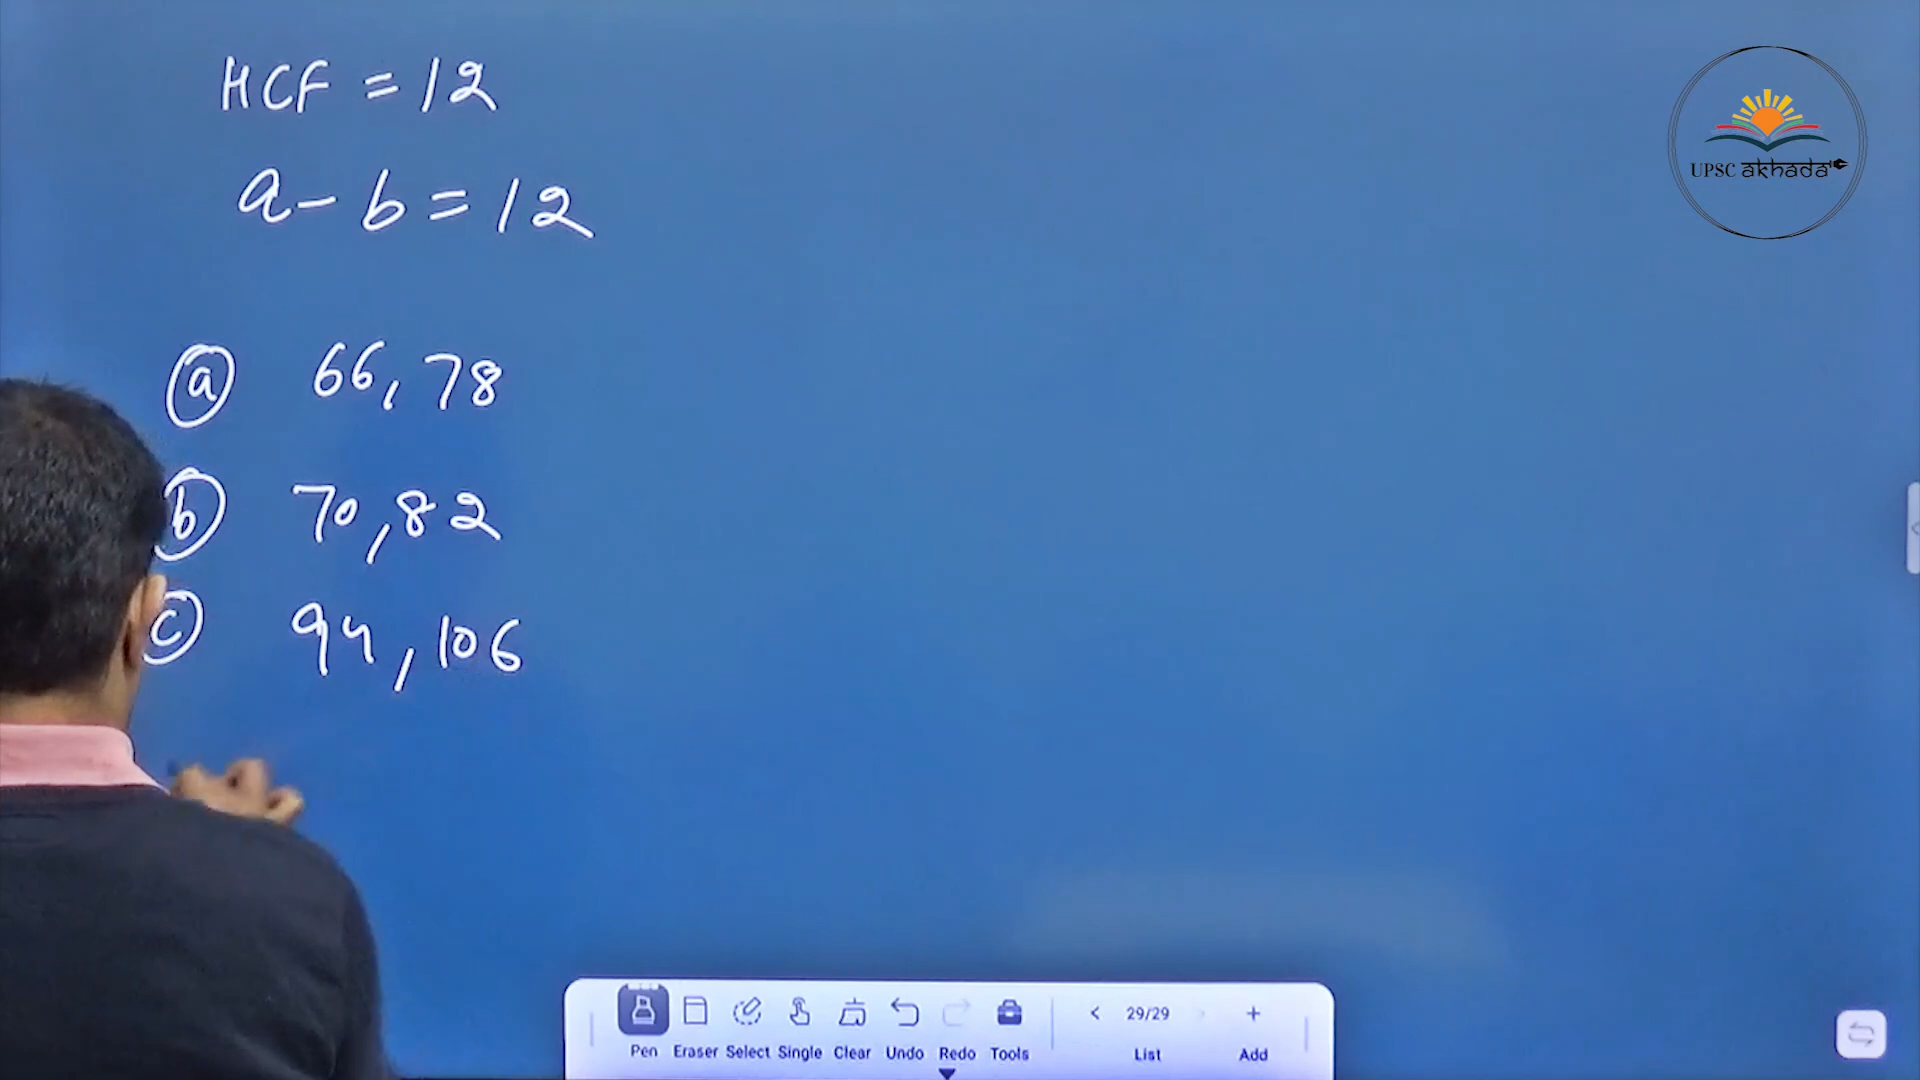 HCF = 12
a - b = 12
UPSC akhada
(a) 66, 78
(b) 70, 82
(c) 94, 106
Pen Eraser Select Single Clear Undo Redo Tools < 29/29 > List + Add